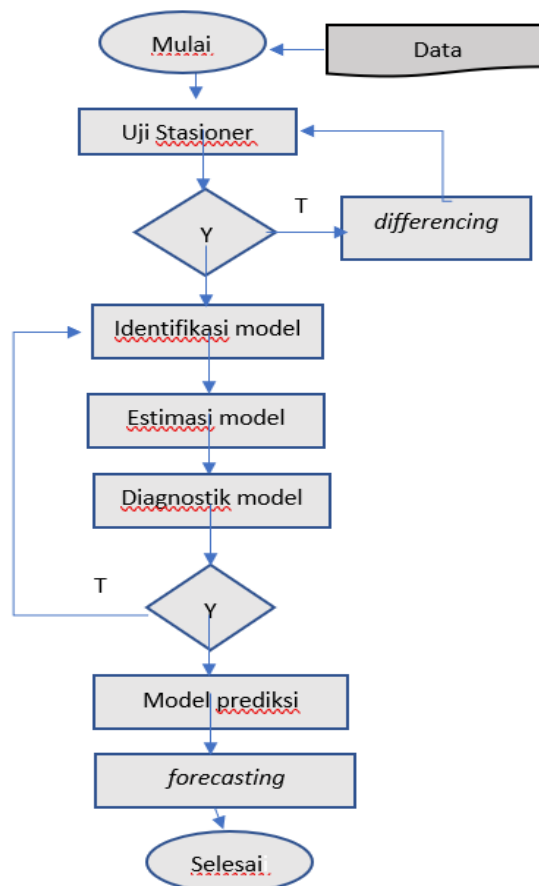 Mulai
Data
Uji Stasioner
Y
T
differencing
Identifikasi model
Estimasi model
Diagnostik model
T
Y
Model prediksi
forecasting
Selesai